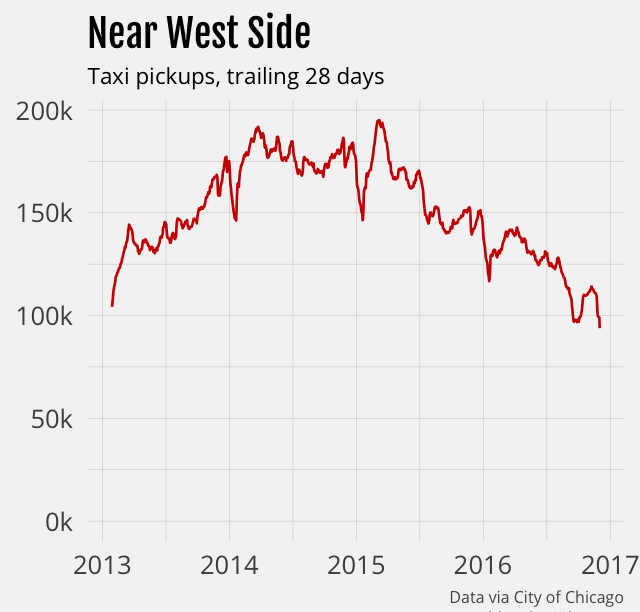 Near West Side
Taxi pickups, trailing 28 days
200k
150k
100k
50k
0k
2013 2014 2015 2016 2017
Data via City of Chicago